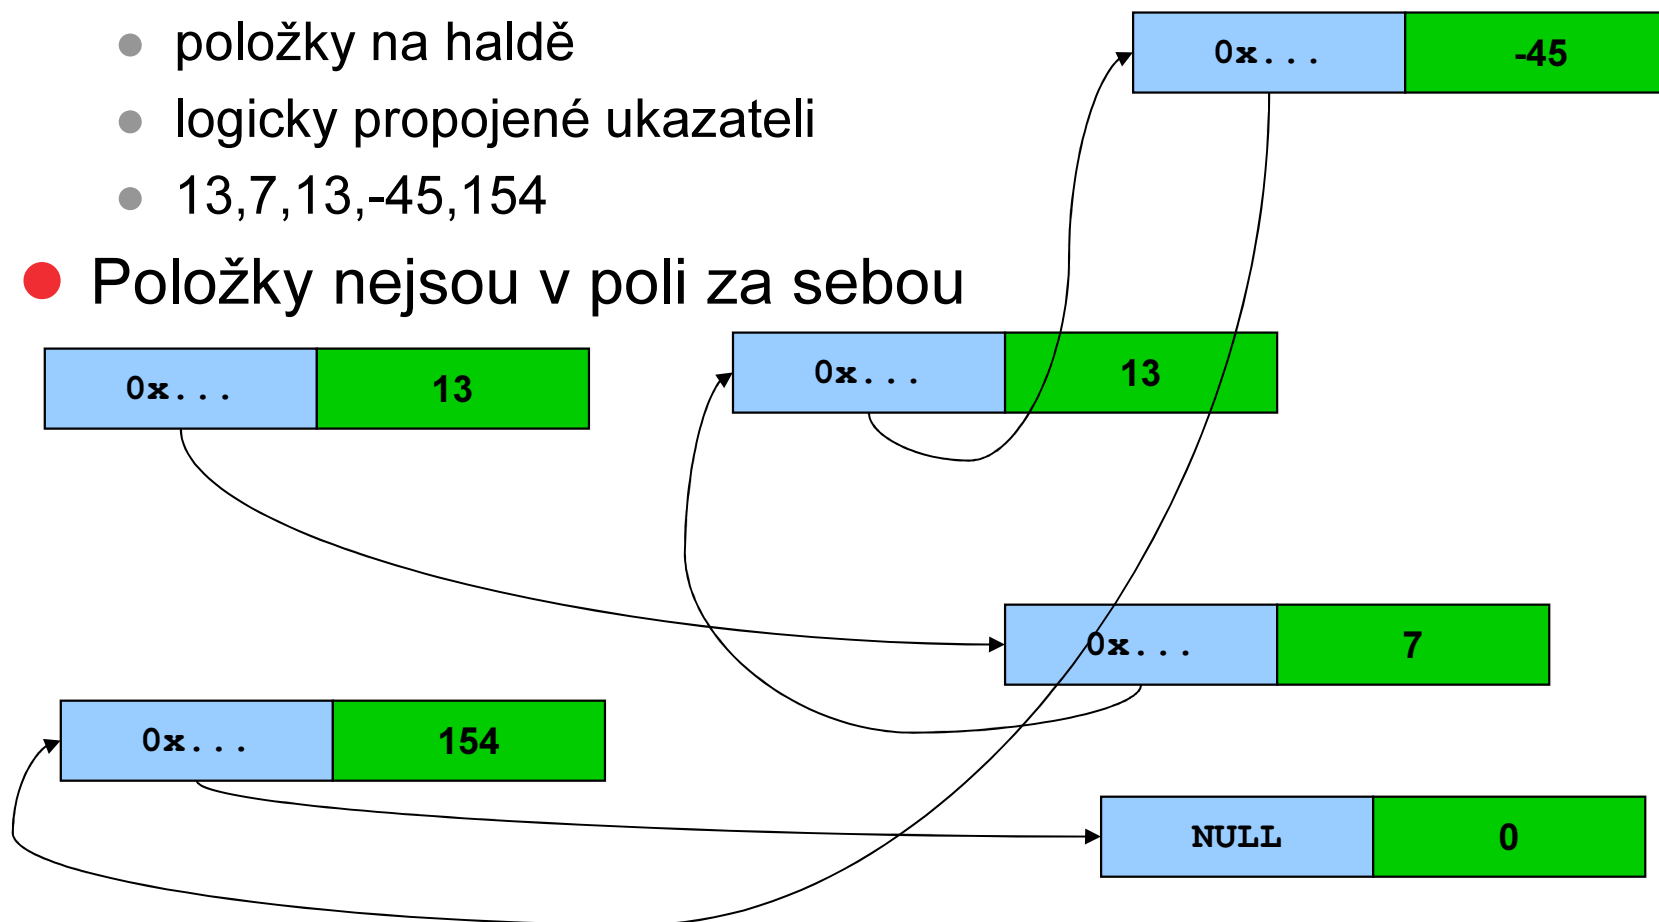 položky na haldě
logicky propojené ukazateli
13,7,13,-45,154
Položky nejsou v poli za sebou
0x... -45
0x... 13
0x... 13
0x... 7
0x... 154
NULL 0